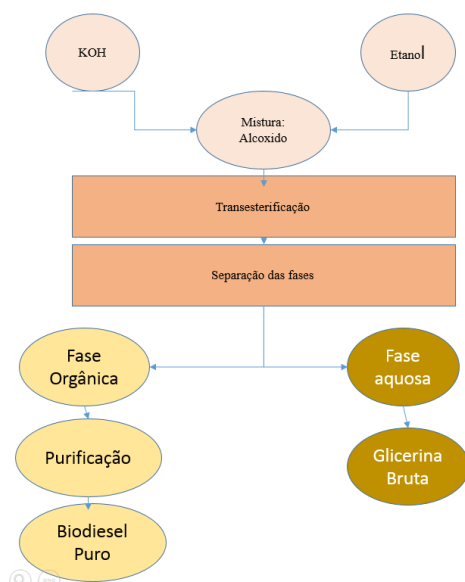 KOH
Etanol
Mistura:
Alcoxido
Transesterificação
Separação das fases
Fase
Orgânica
Fase
aquosa
Purificação
Glicerina
Bruta
Biodiesel
Puro